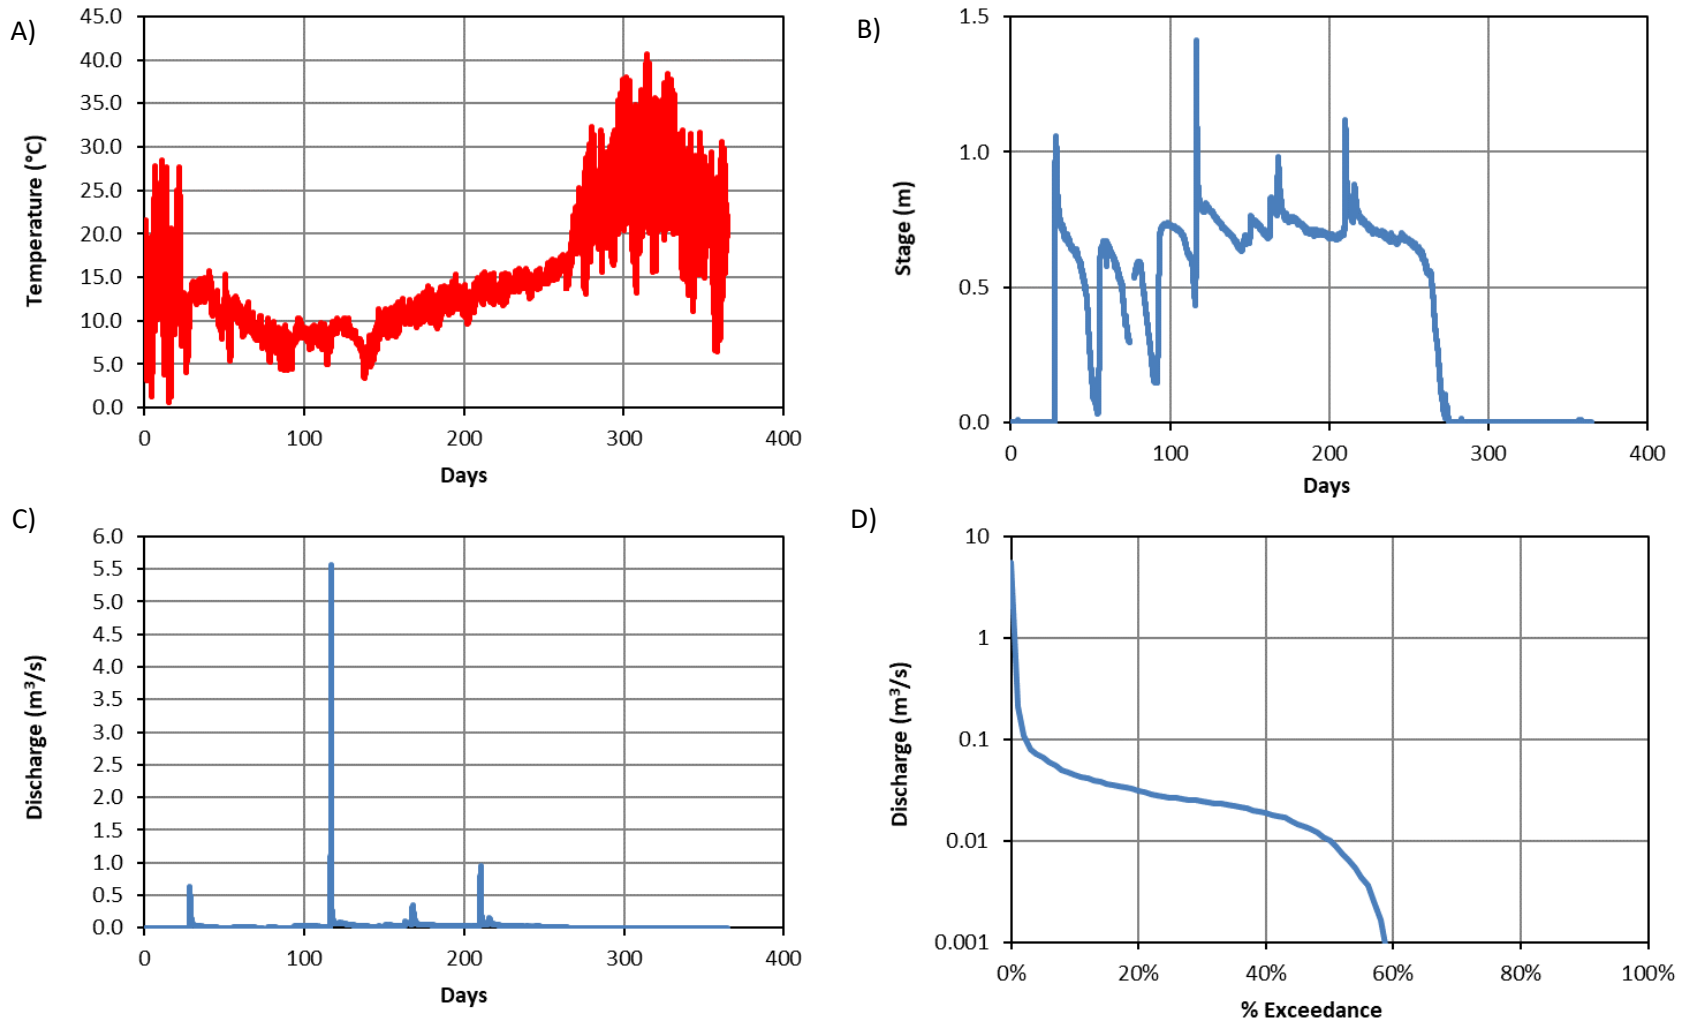 A)
45.0
40.0
35.0
30.0
25.0
20.0
15.0
10.0
5.0
0.0
Temperature (°C)
0 100 200 300 400
Days
B)
1.5
1.0
0.5
0.0
Stage (m)
0 100 200 300 400
Days
C)
6.0
5.5
5.0
4.5
4.0
3.5
3.0
2.5
2.0
1.5
1.0
0.5
0.0
Discharge (m³/s)
0 100 200 300 400
Days
D)
10
1
0.1
0.01
0.001
Discharge (m³/s)
0% 20% 40% 60% 80% 100%
% Exceedance